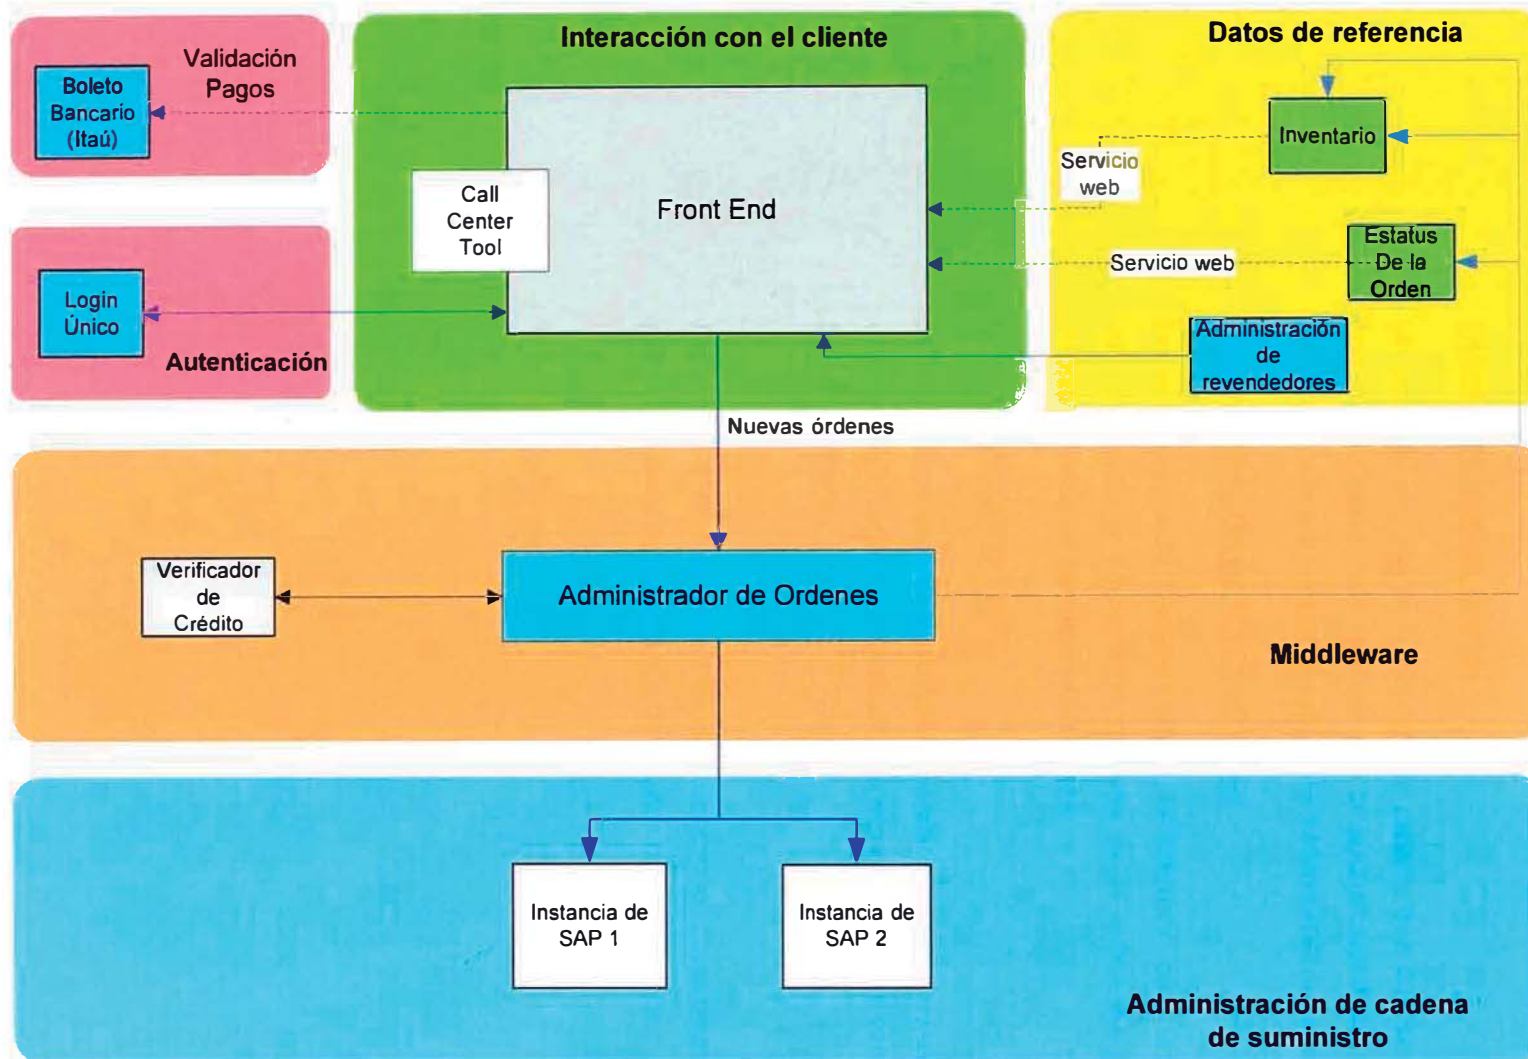 Validación
Pagos
Boleto
Bancario
(Itaú)
Interacción con el cliente
Call
Center
Tool
Front End
Datos de referencia
Inventario
Servicio
web
Servicio web
Estatus
De la
Orden
Administración
de
revendedores
Login
Único
Autenticación
Nuevas órdenes
Verificador
de
Crédito
Administrador de Ordenes
Middleware
Instancia de
SAP 1
Instancia de
SAP 2
Administración de cadena
de suministro